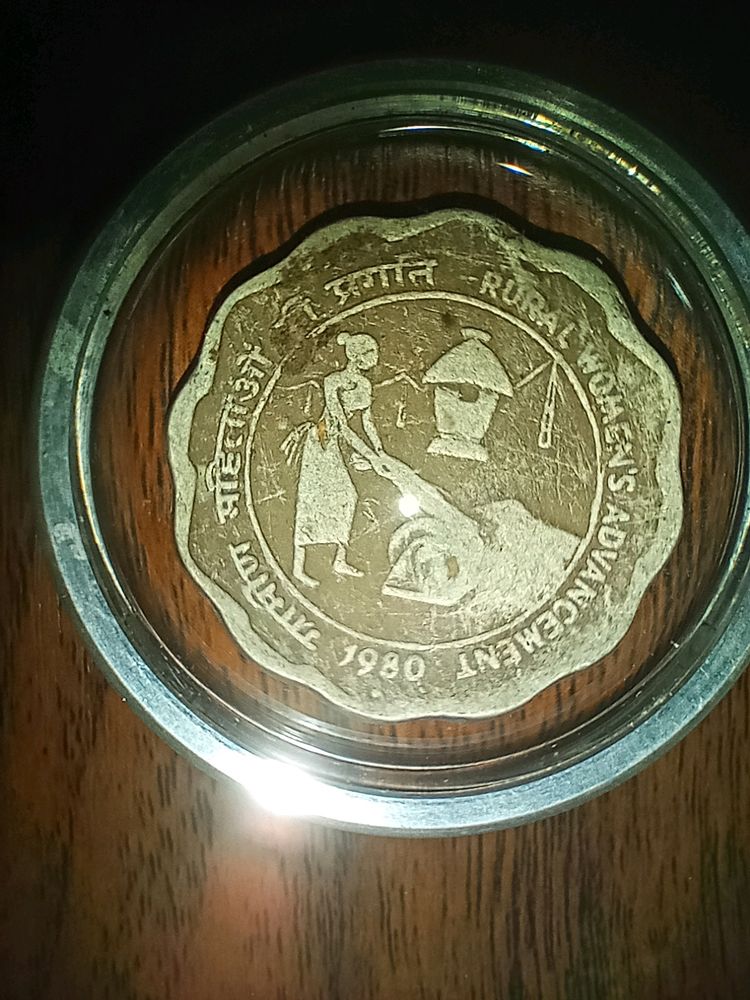 ग्रामीण महिलाओं की प्रगति
RURAL WOMEN'S ADVANCEMENT
1980